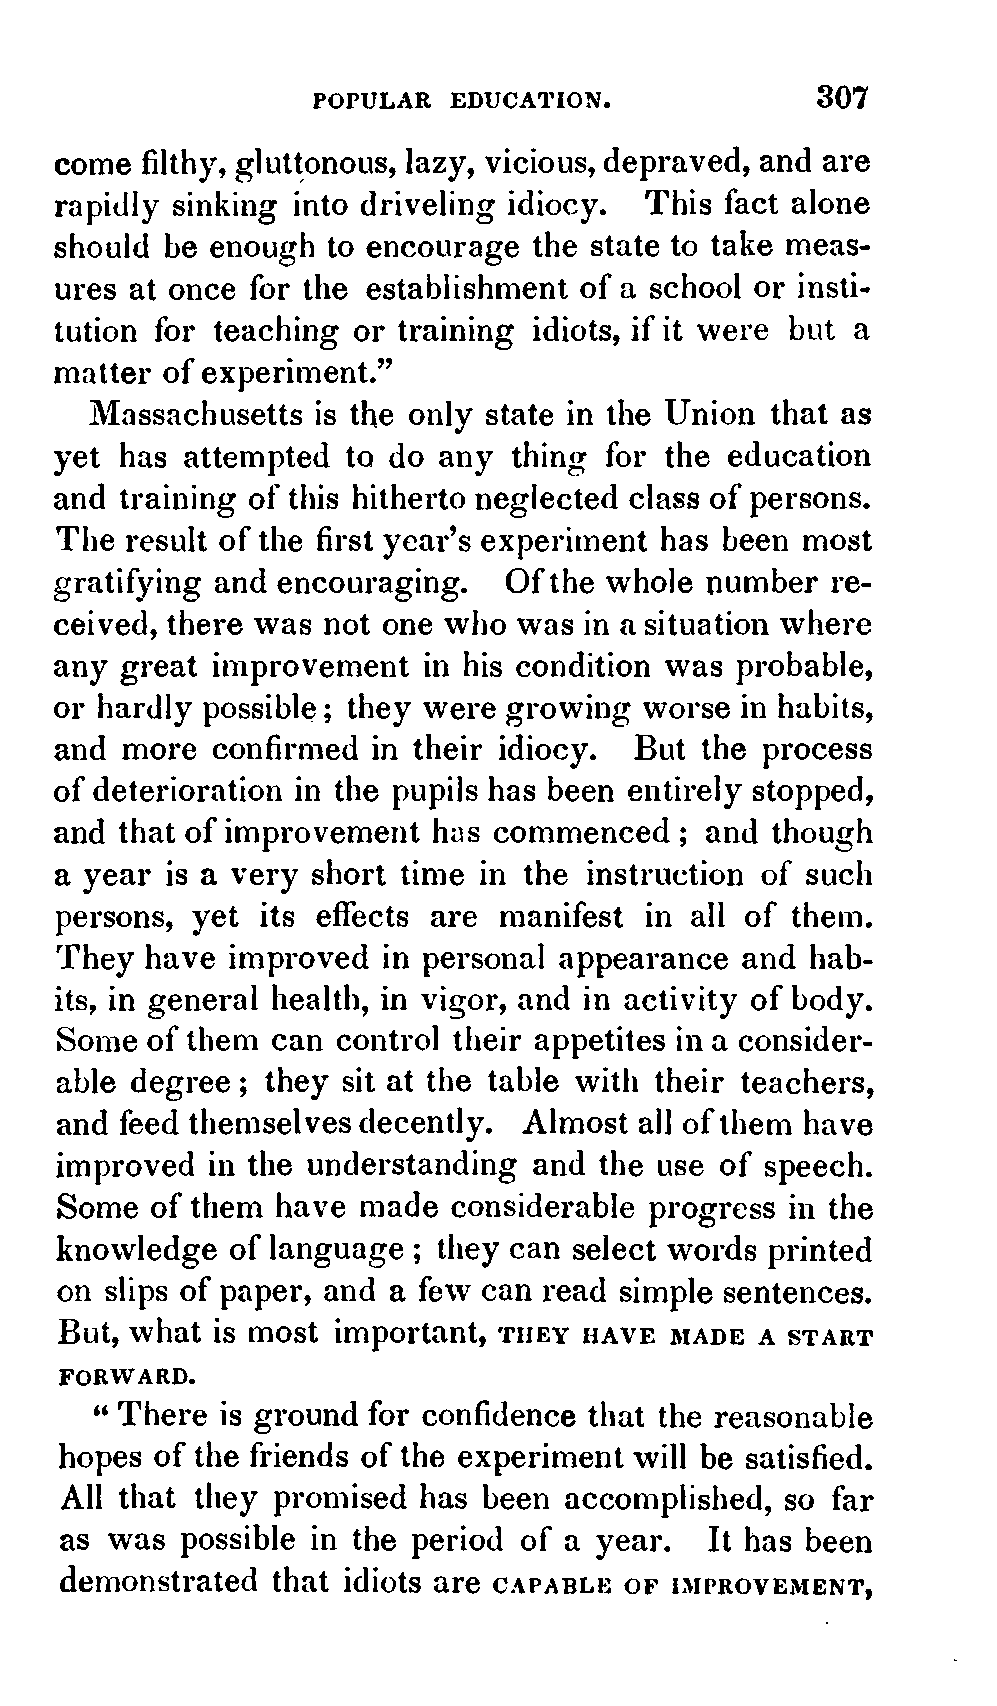 POPULAR EDUCATION. 307
come filthy, gluttonous, lazy, vicious, depraved, and are
rapidly sinking into driveling idiocy. This fact alone
should be enough to encourage the state to take meas-
ures at once for the establishment of a school or insti-
tution for teaching or training idiots, if it were but a
matter of experiment.”
Massachusetts is the only state in the Union that as
yet has attempted to do any thing for the education
and training of this hitherto neglected class of persons.
The result of the first year’s experiment has been most
gratifying and encouraging. Of the whole number re-
ceived, there was not one who was in a situation where
any great improvement in his condition was probable,
or hardly possible; they were growing worse in habits,
and more confirmed in their idiocy. But the process
of deterioration in the pupils has been entirely stopped,
and that of improvement has commenced; and though
a year is a very short time in the instruction of such
persons, yet its effects are manifest in all of them.
They have improved in personal appearance and hab-
its, in general health, in vigor, and in activity of body.
Some of them can control their appetites in a consider-
able degree; they sit at the table with their teachers,
and feed themselves decently. Almost all of them have
improved in the understanding and the use of speech.
Some of them have made considerable progress in the
knowledge of language; they can select words printed
on slips of paper, and a few can read simple sentences.
But, what is most important, THEY HAVE MADE A START
FORWARD.
“There is ground for confidence that the reasonable
hopes of the friends of the experiment will be satisfied.
All that they promised has been accomplished, so far
as was possible in the period of a year. It has been
demonstrated that idiots are CAPABLE OF IMPROVEMENT,